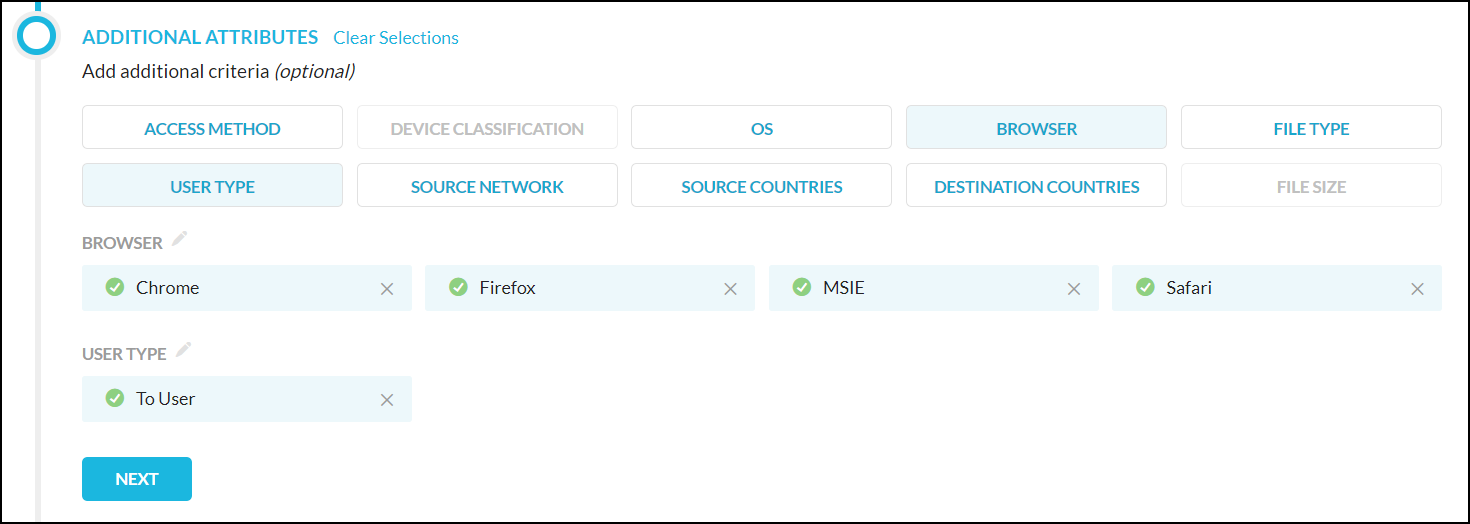 ADDITIONAL ATTRIBUTES Clear Selections
Add additional criteria (optional)
ACCESS METHOD DEVICE CLASSIFICATION OS BROWSER FILE TYPE
USER TYPE SOURCE NETWORK SOURCE COUNTRIES DESTINATION COUNTRIES FILE SIZE
BROWSER
Chrome Firefox MSIE Safari
USER TYPE
To User
NEXT